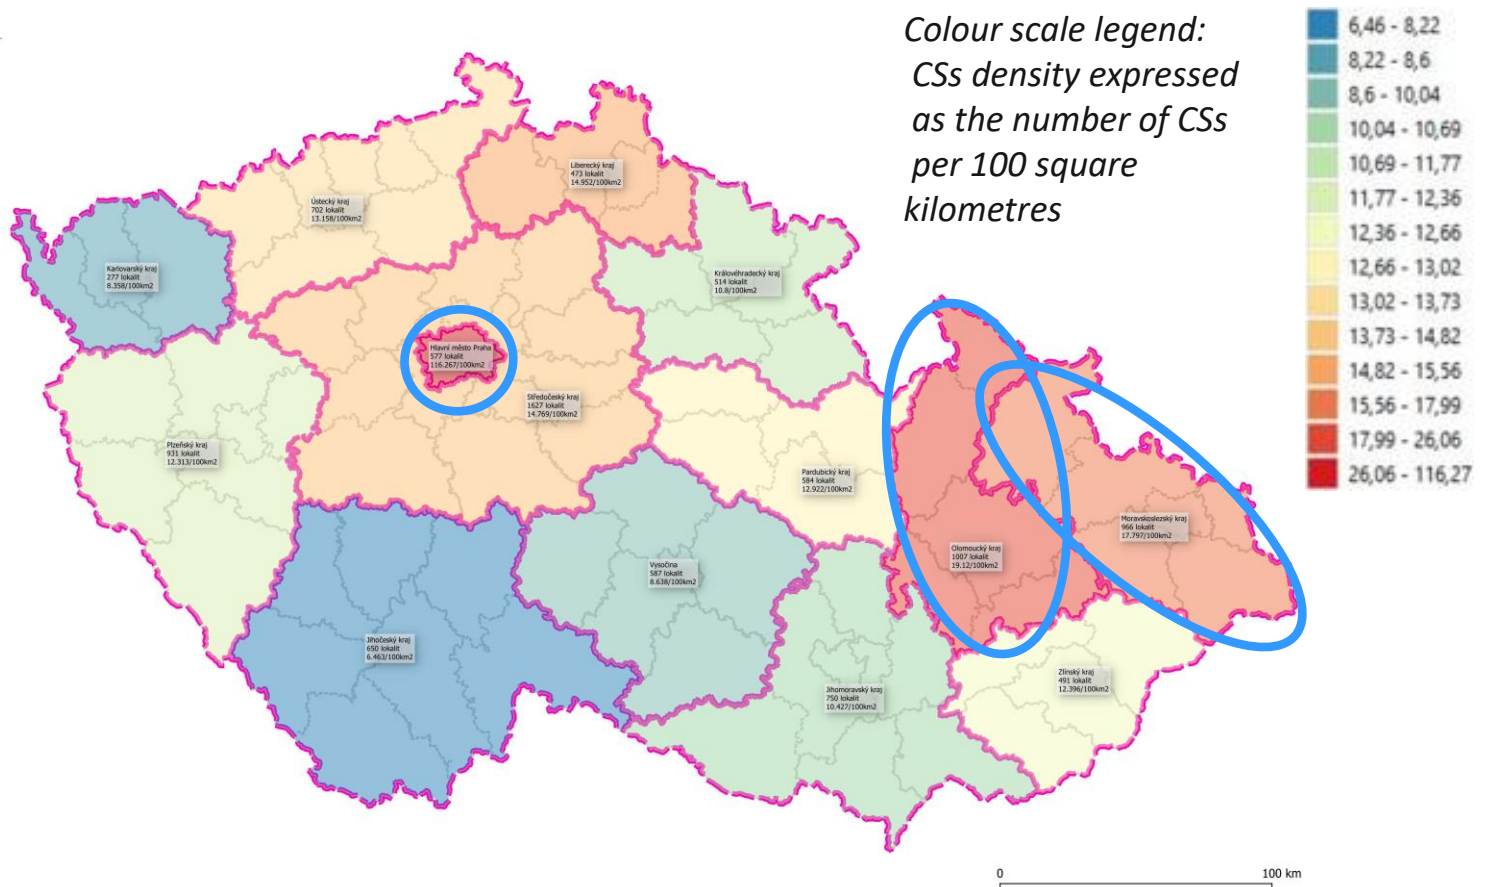 Colour scale legend:
CSs density expressed
as the number of CSs
per 100 square
kilometres
6,46 - 8,22
8,22 - 8,6
8,6 - 10,04
10,04 - 10,69
10,69 - 11,77
11,77 - 12,36
12,36 - 12,66
12,66 - 13,02
13,02 - 13,73
13,73 - 14,82
14,82 - 15,56
15,56 - 17,99
17,99 - 26,06
26,06 - 116,27
Liberecký kraj
473 lokalit
14.952/100km2
Ústecký kraj
702 lokalit
13.158/100km2
Karlovarský kraj
277 lokalit
8.358/100km2
Královéhradecký kraj
514 lokalit
10.8/100km2
Hlavní město Praha
577 lokalit
116.267/100km2
Středočeský kraj
1627 lokalit
14.769/100km2
Plzeňský kraj
931 lokalit
12.313/100km2
Pardubický kraj
584 lokalit
12.922/100km2
Moravskoslezský kraj
966 lokalit
17.797/100km2
Olomoucký kraj
1007 lokalit
19.12/100km2
Vysočina
587 lokalit
8.638/100km2
Jihočeský kraj
650 lokalit
6.463/100km2
Zlínský kraj
491 lokalit
12.396/100km2
Jihomoravský kraj
750 lokalit
10.427/100km2
0 100 km